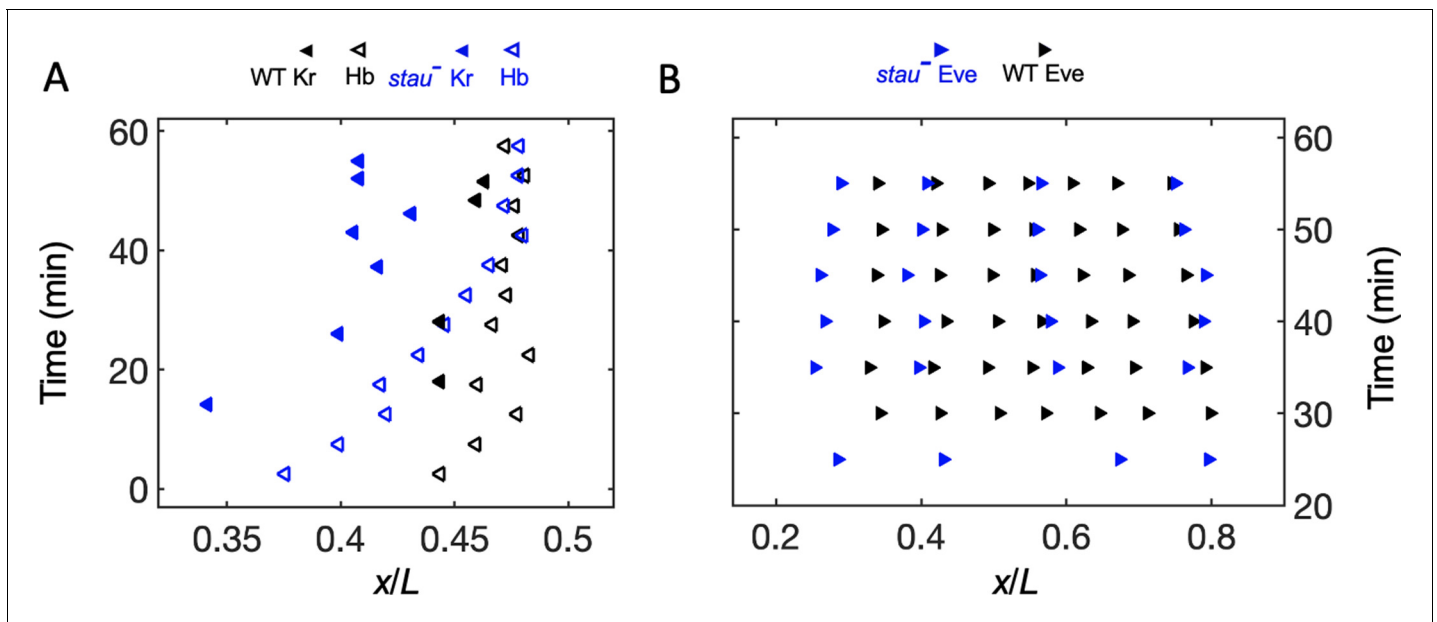 A
WT Kr Hb stau⁻ Kr Hb
60
40
20
0
Time (min)
0.35 0.4 0.45 0.5
x/L
B
stau⁻ Eve WT Eve
60
50
40
30
20
Time (min)
0.2 0.4 0.6 0.8
x/L